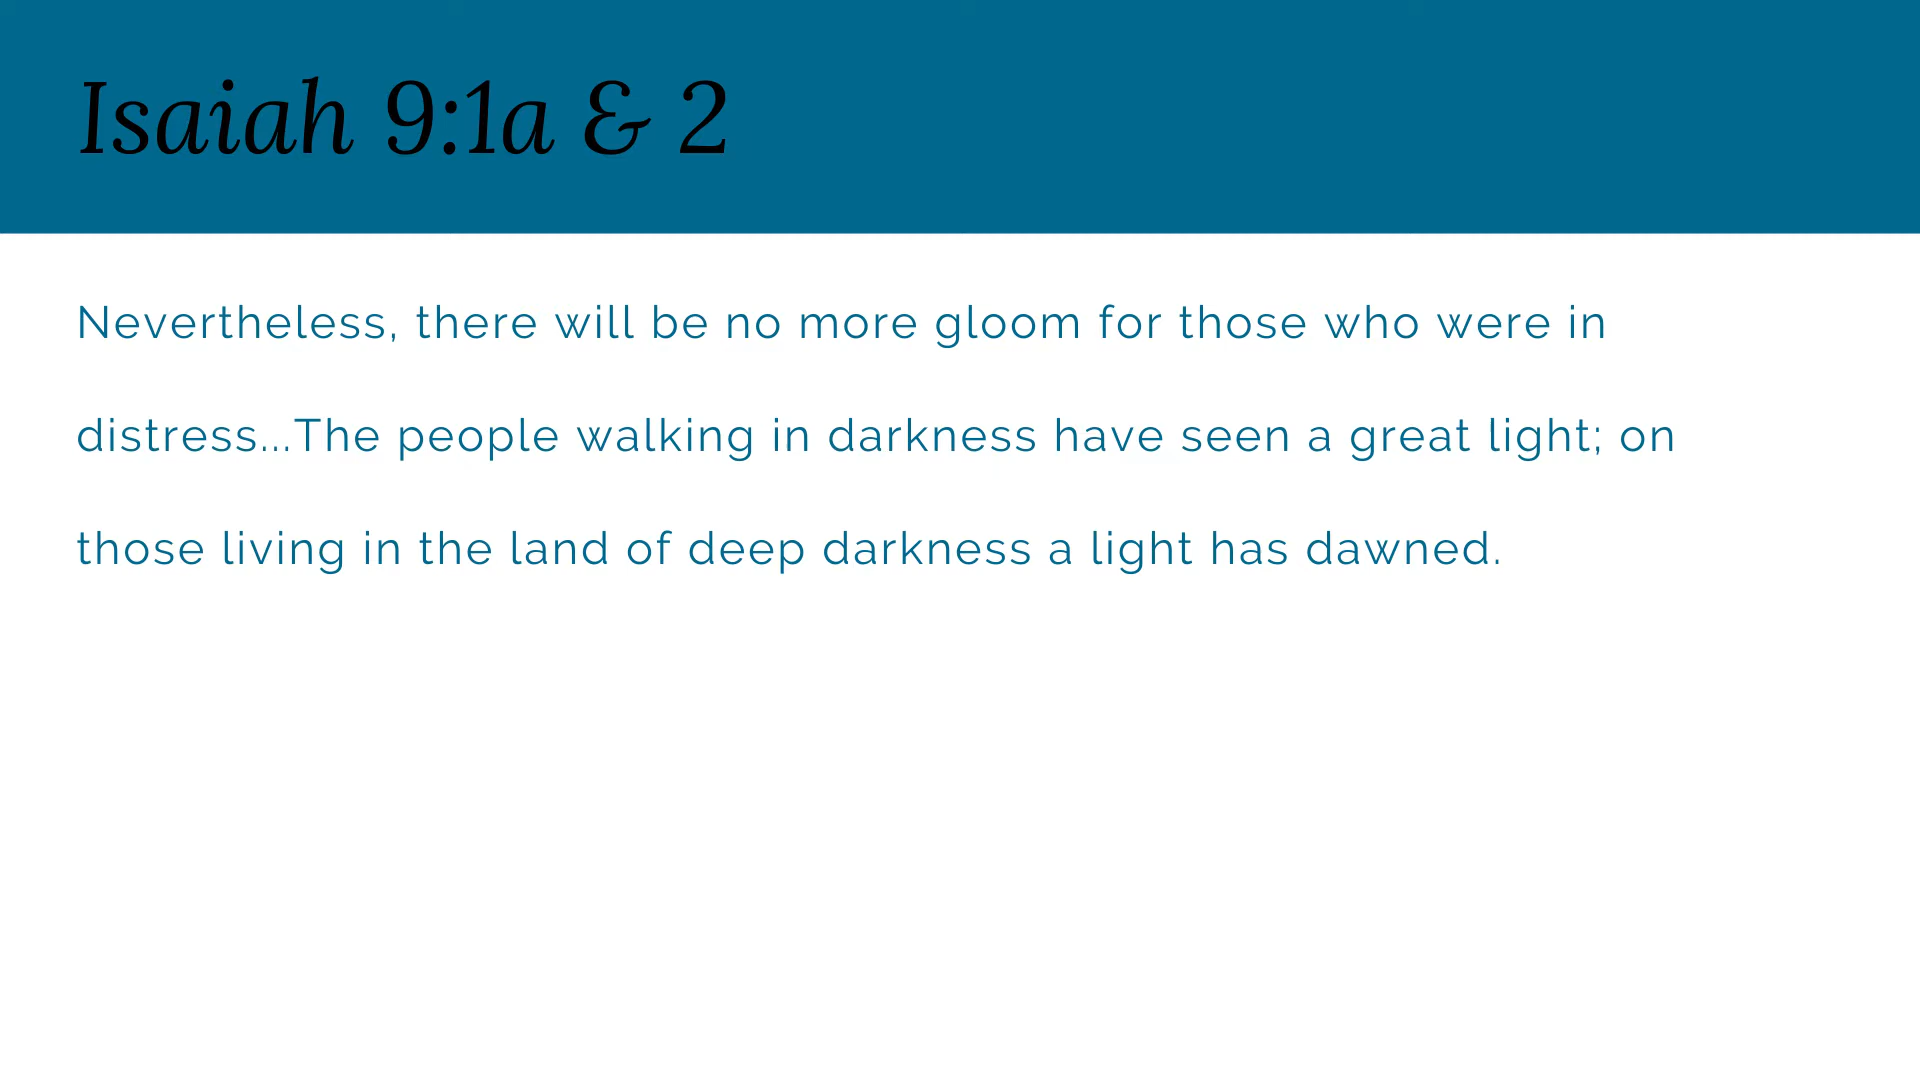 Isaiah 9:1a & 2
Nevertheless, there will be no more gloom for those who were in
distress...The people walking in darkness have seen a great light; on
those living in the land of deep darkness a light has dawned.